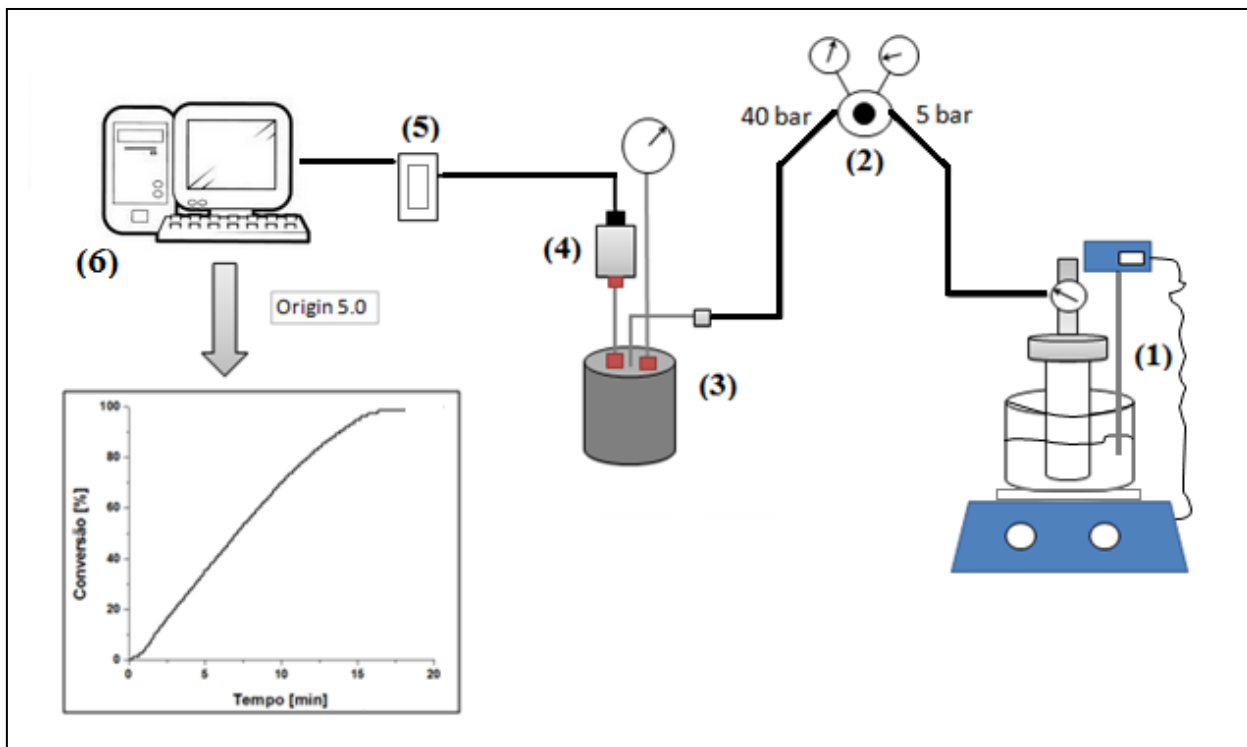 40 bar
5 bar
(2)
(5)
(4)
(6)
(3)
(1)
Origin 5.0
Conversão [%]
100
80
60
40
20
0
0 5 10 15 20
Tempo [min]